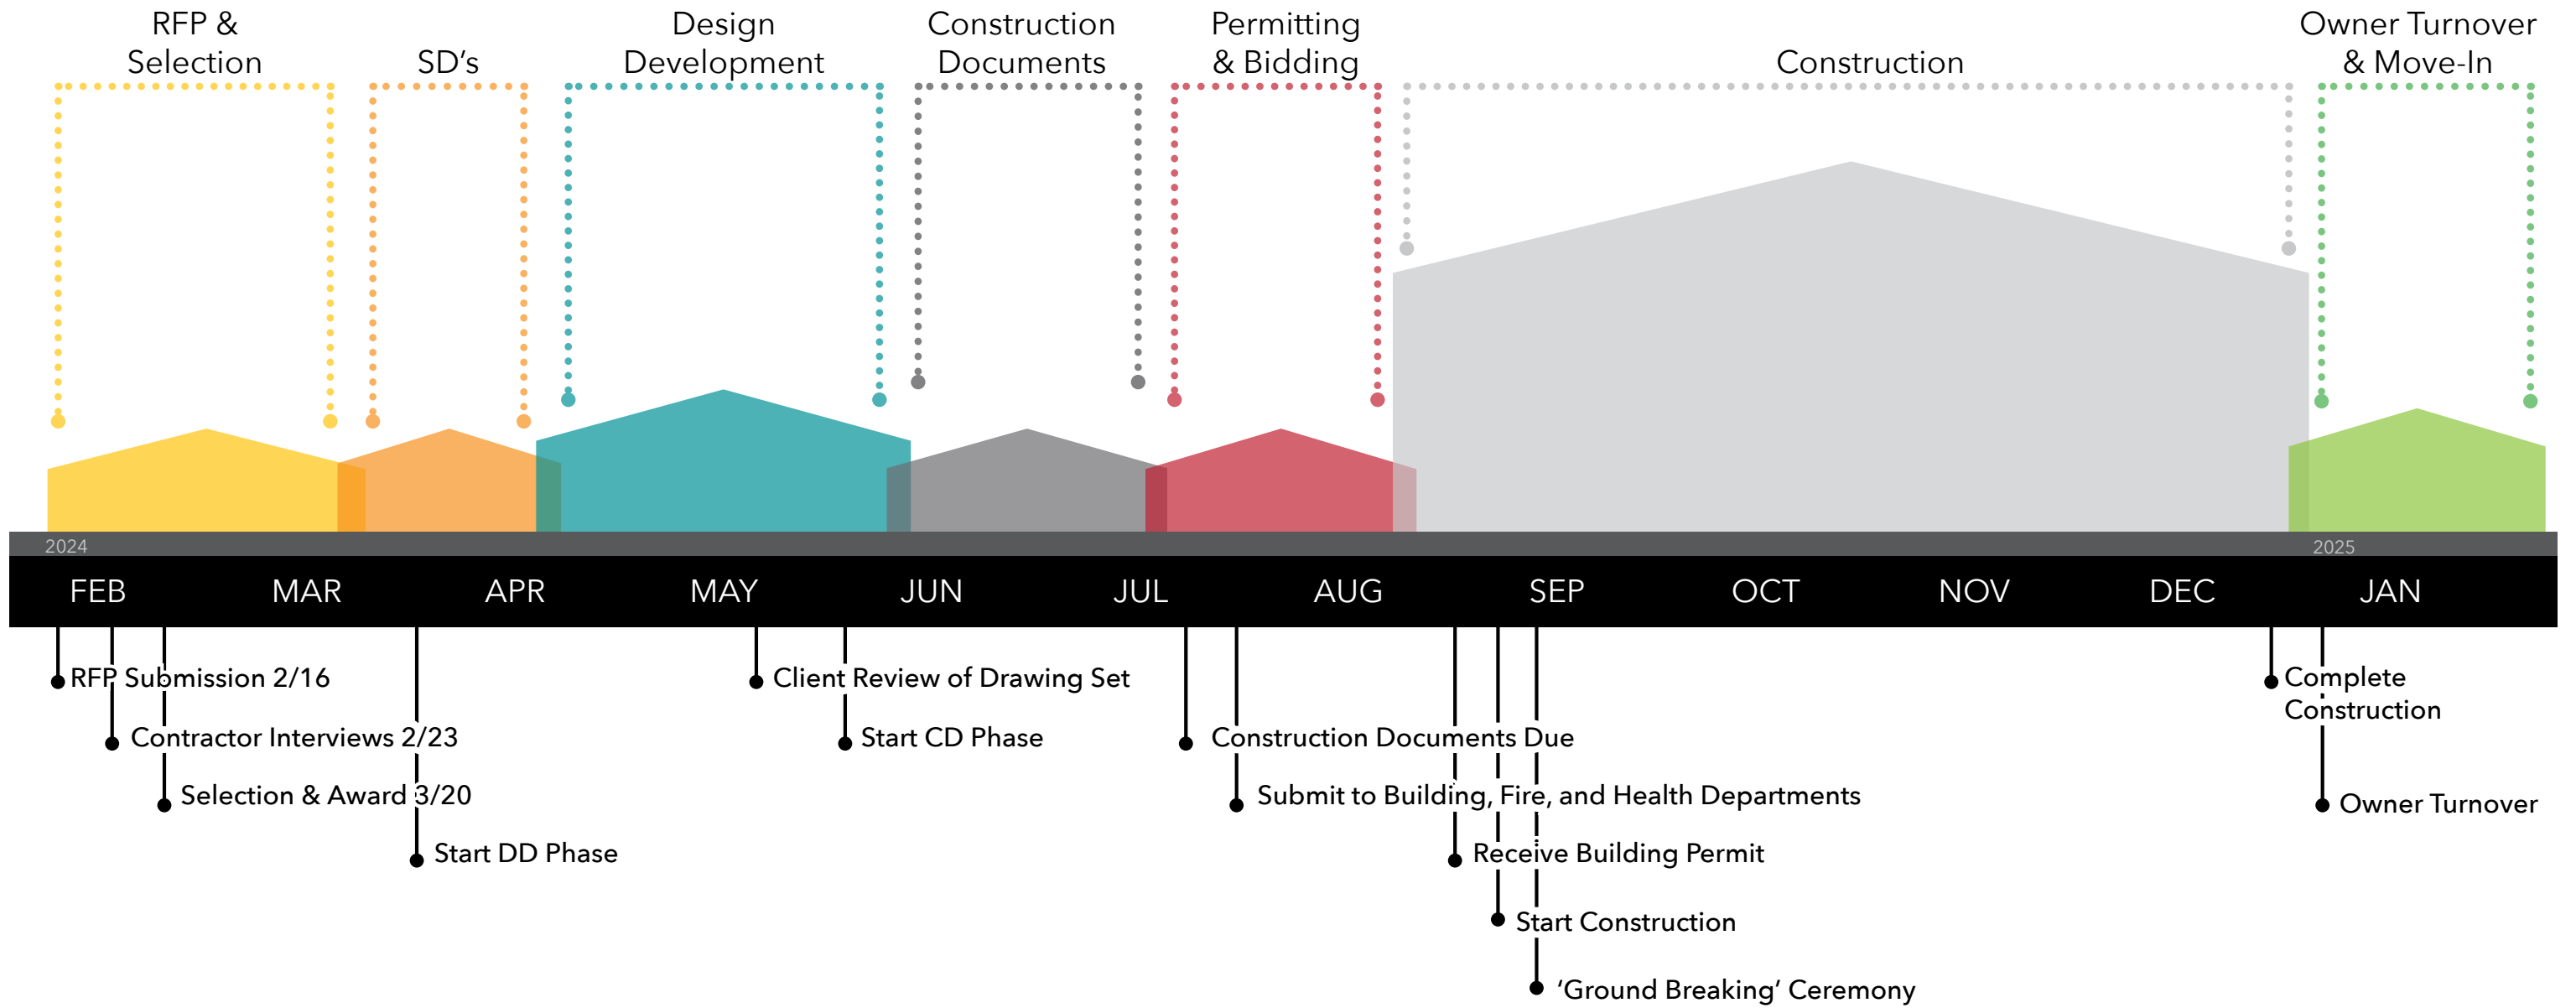 RFP &
Selection
SD’s
Design
Development
Construction
Documents
Permitting
& Bidding
Construction
Owner Turnover
& Move-In
2024
2025
FEB
MAR
APR
MAY
JUN
JUL
AUG
SEP
OCT
NOV
DEC
JAN
RFP Submission 2/16
Contractor Interviews 2/23
Selection & Award 3/20
Start DD Phase
Client Review of Drawing Set
Start CD Phase
Construction Documents Due
Submit to Building, Fire, and Health Departments
Receive Building Permit
Start Construction
‘Ground Breaking’ Ceremony
Complete
Construction
Owner Turnover